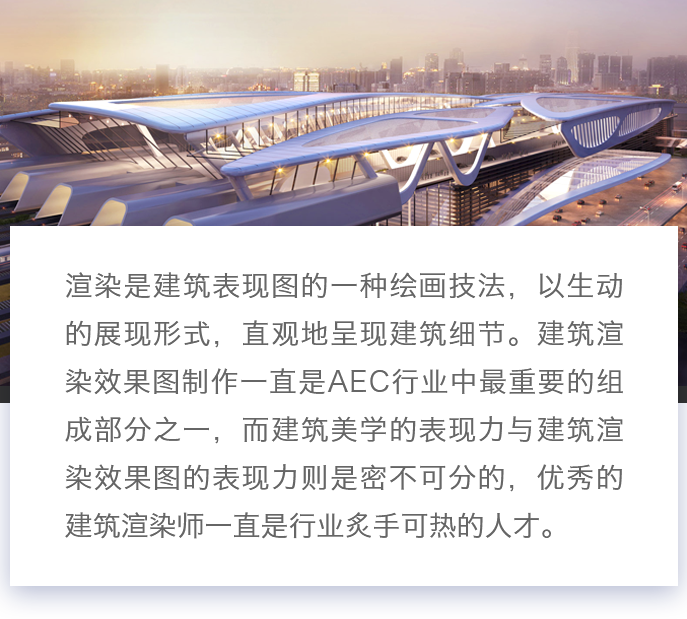 渲染是建筑表现图的一种绘画技法，以生动
的展现形式，直观地呈现建筑细节。建筑渲
染效果图制作一直是AEC行业中最重要的组
成部分之一，而建筑美学的表现力与建筑渲
染效果图的表现力则是密不可分的，优秀的
建筑渲染师一直是行业炙手可热的人才。